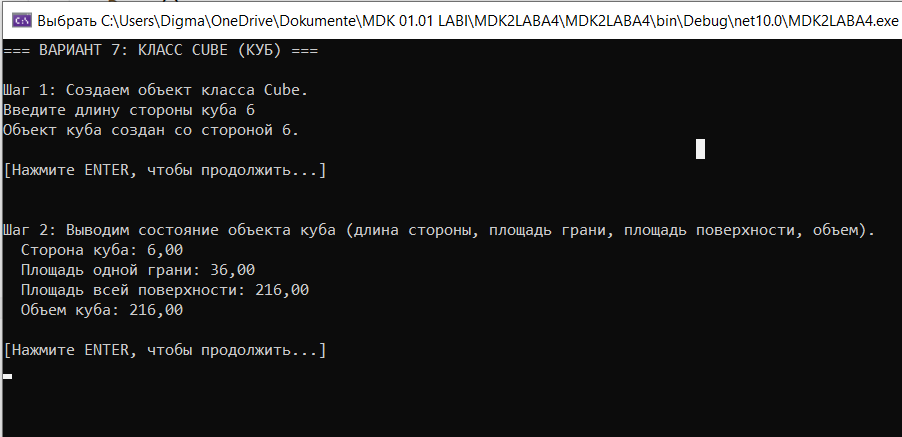 Выбрать C:\Users\Digma\OneDrive\Dokumente\MDK 01.01 LABI\MDK2LABA4\MDK2LABA4\bin\Debug\net10.0\MDK2LABA4.exe
=== ВАРИАНТ 7: КЛАСС CUBE (КУБ) ===
Шаг 1: Создаем объект класса Cube.
Введите длину стороны куба 6
Объект куба создан со стороной 6.
[Нажмите ENTER, чтобы продолжить...]
Шаг 2: Выводим состояние объекта куба (длина стороны, площадь грани, площадь поверхности, объем).
Сторона куба: 6,00
Площадь одной грани: 36,00
Площадь всей поверхности: 216,00
Объем куба: 216,00
[Нажмите ENTER, чтобы продолжить...]